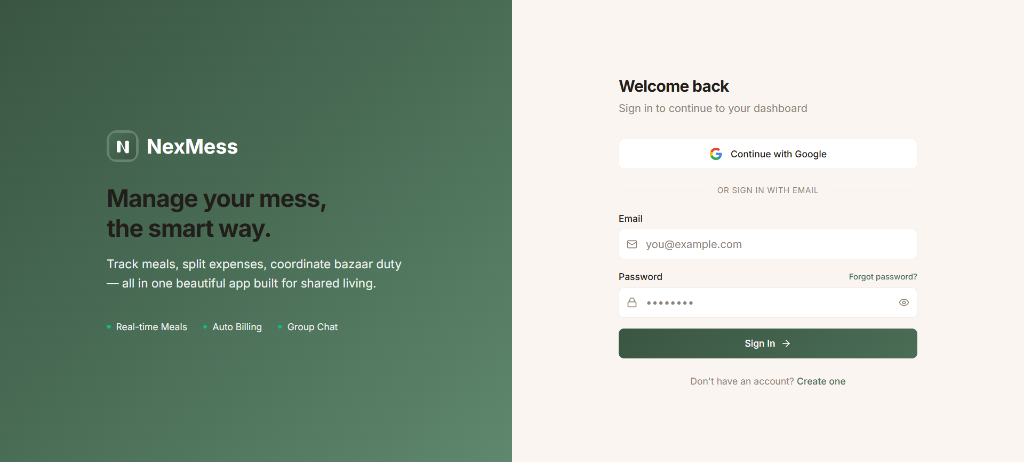 NexMess
Manage your mess,
the smart way.
Track meals, split expenses, coordinate bazaar duty
— all in one beautiful app built for shared living.
Real-time Meals
Auto Billing
Group Chat
Welcome back
Sign in to continue to your dashboard
Continue with Google
OR SIGN IN WITH EMAIL
Email
you@example.com
Password
Forgot password?
Sign In
Don't have an account? Create one